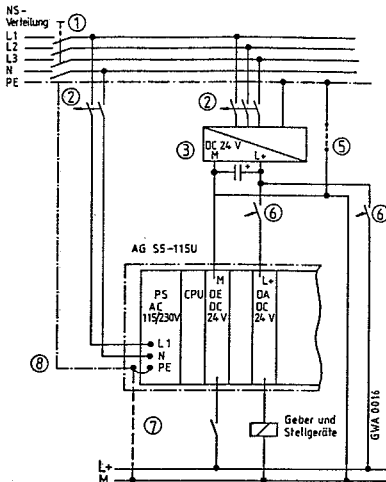 NS-
Verteilung
①
L1
L2
L3
N
PE
②
②
③
DC 24 V
M
L+
+
⑤
⑥
⑥
AG S5-115U
PS
AC
115/230V
CPU
M
DE
DC
24 V
L+
DA
DC
24 V
L1
N
PE
⑧
⑦
Geber und
Stellgeräte
GWA 0016
L+
M